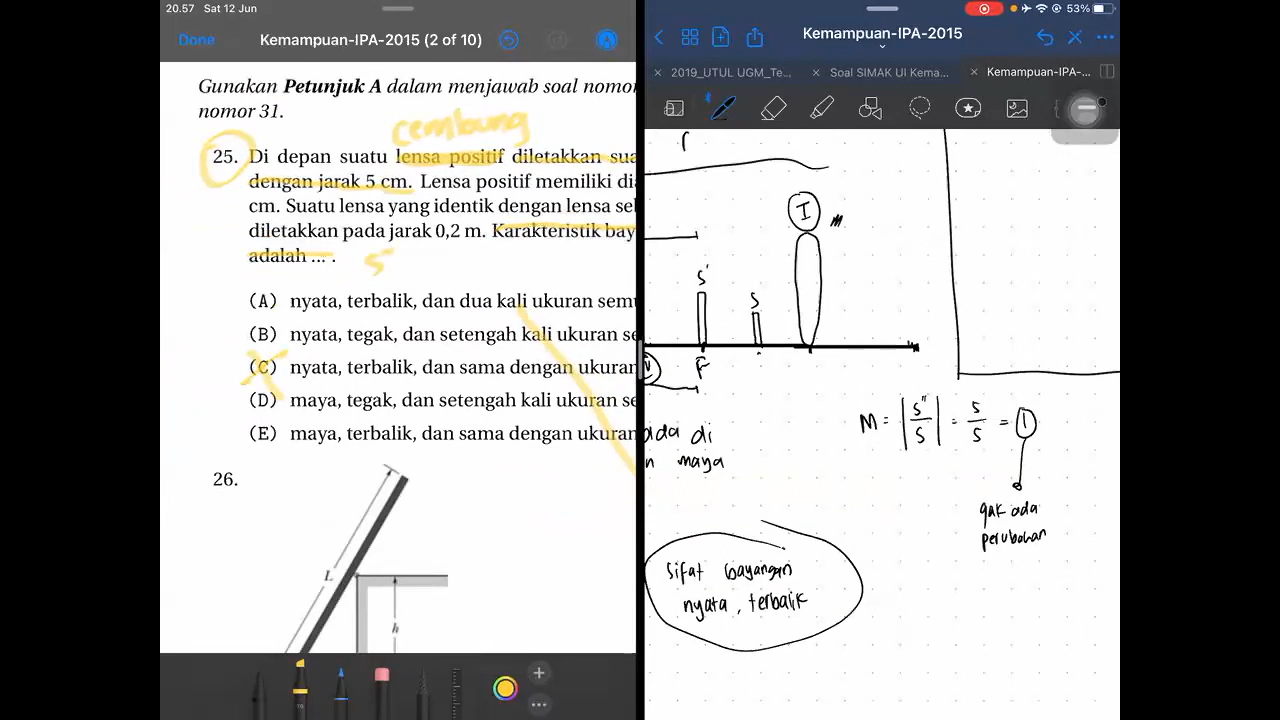 20.57 Sat 12 Jun
Done
Kemampuan-IPA-2015 (2 of 10)
Gunakan Petunjuk A dalam menjawab soal nomo
nomor 31.
cembung
25. Di depan suatu lensa positif diletakkan sua
dengan jarak 5 cm. Lensa positif memiliki di
cm. Suatu lensa yang identik dengan lensa se
diletakkan pada jarak 0,2 m. Karakteristik bay
adalah ... .
(A) nyata, terbalik, dan dua kali ukuran sem
(B) nyata, tegak, dan setengah kali ukuran se
(C) nyata, terbalik, dan sama dengan ukuran
(D) maya, tegak, dan setengah kali ukuran se
(E) maya, terbalik, dan sama dengan ukuran
26.
L
h
53%
Kemampuan-IPA-2015
2019_UTUL UGM_Te...
Soal SIMAK UI Kema...
Kemampuan-IPA-...
I
S'
S
F
ada di
n maya
M = |S"/S| = 5/5 = 1
gak ada
perubahan
Sifat bayangan
nyata, terbalik